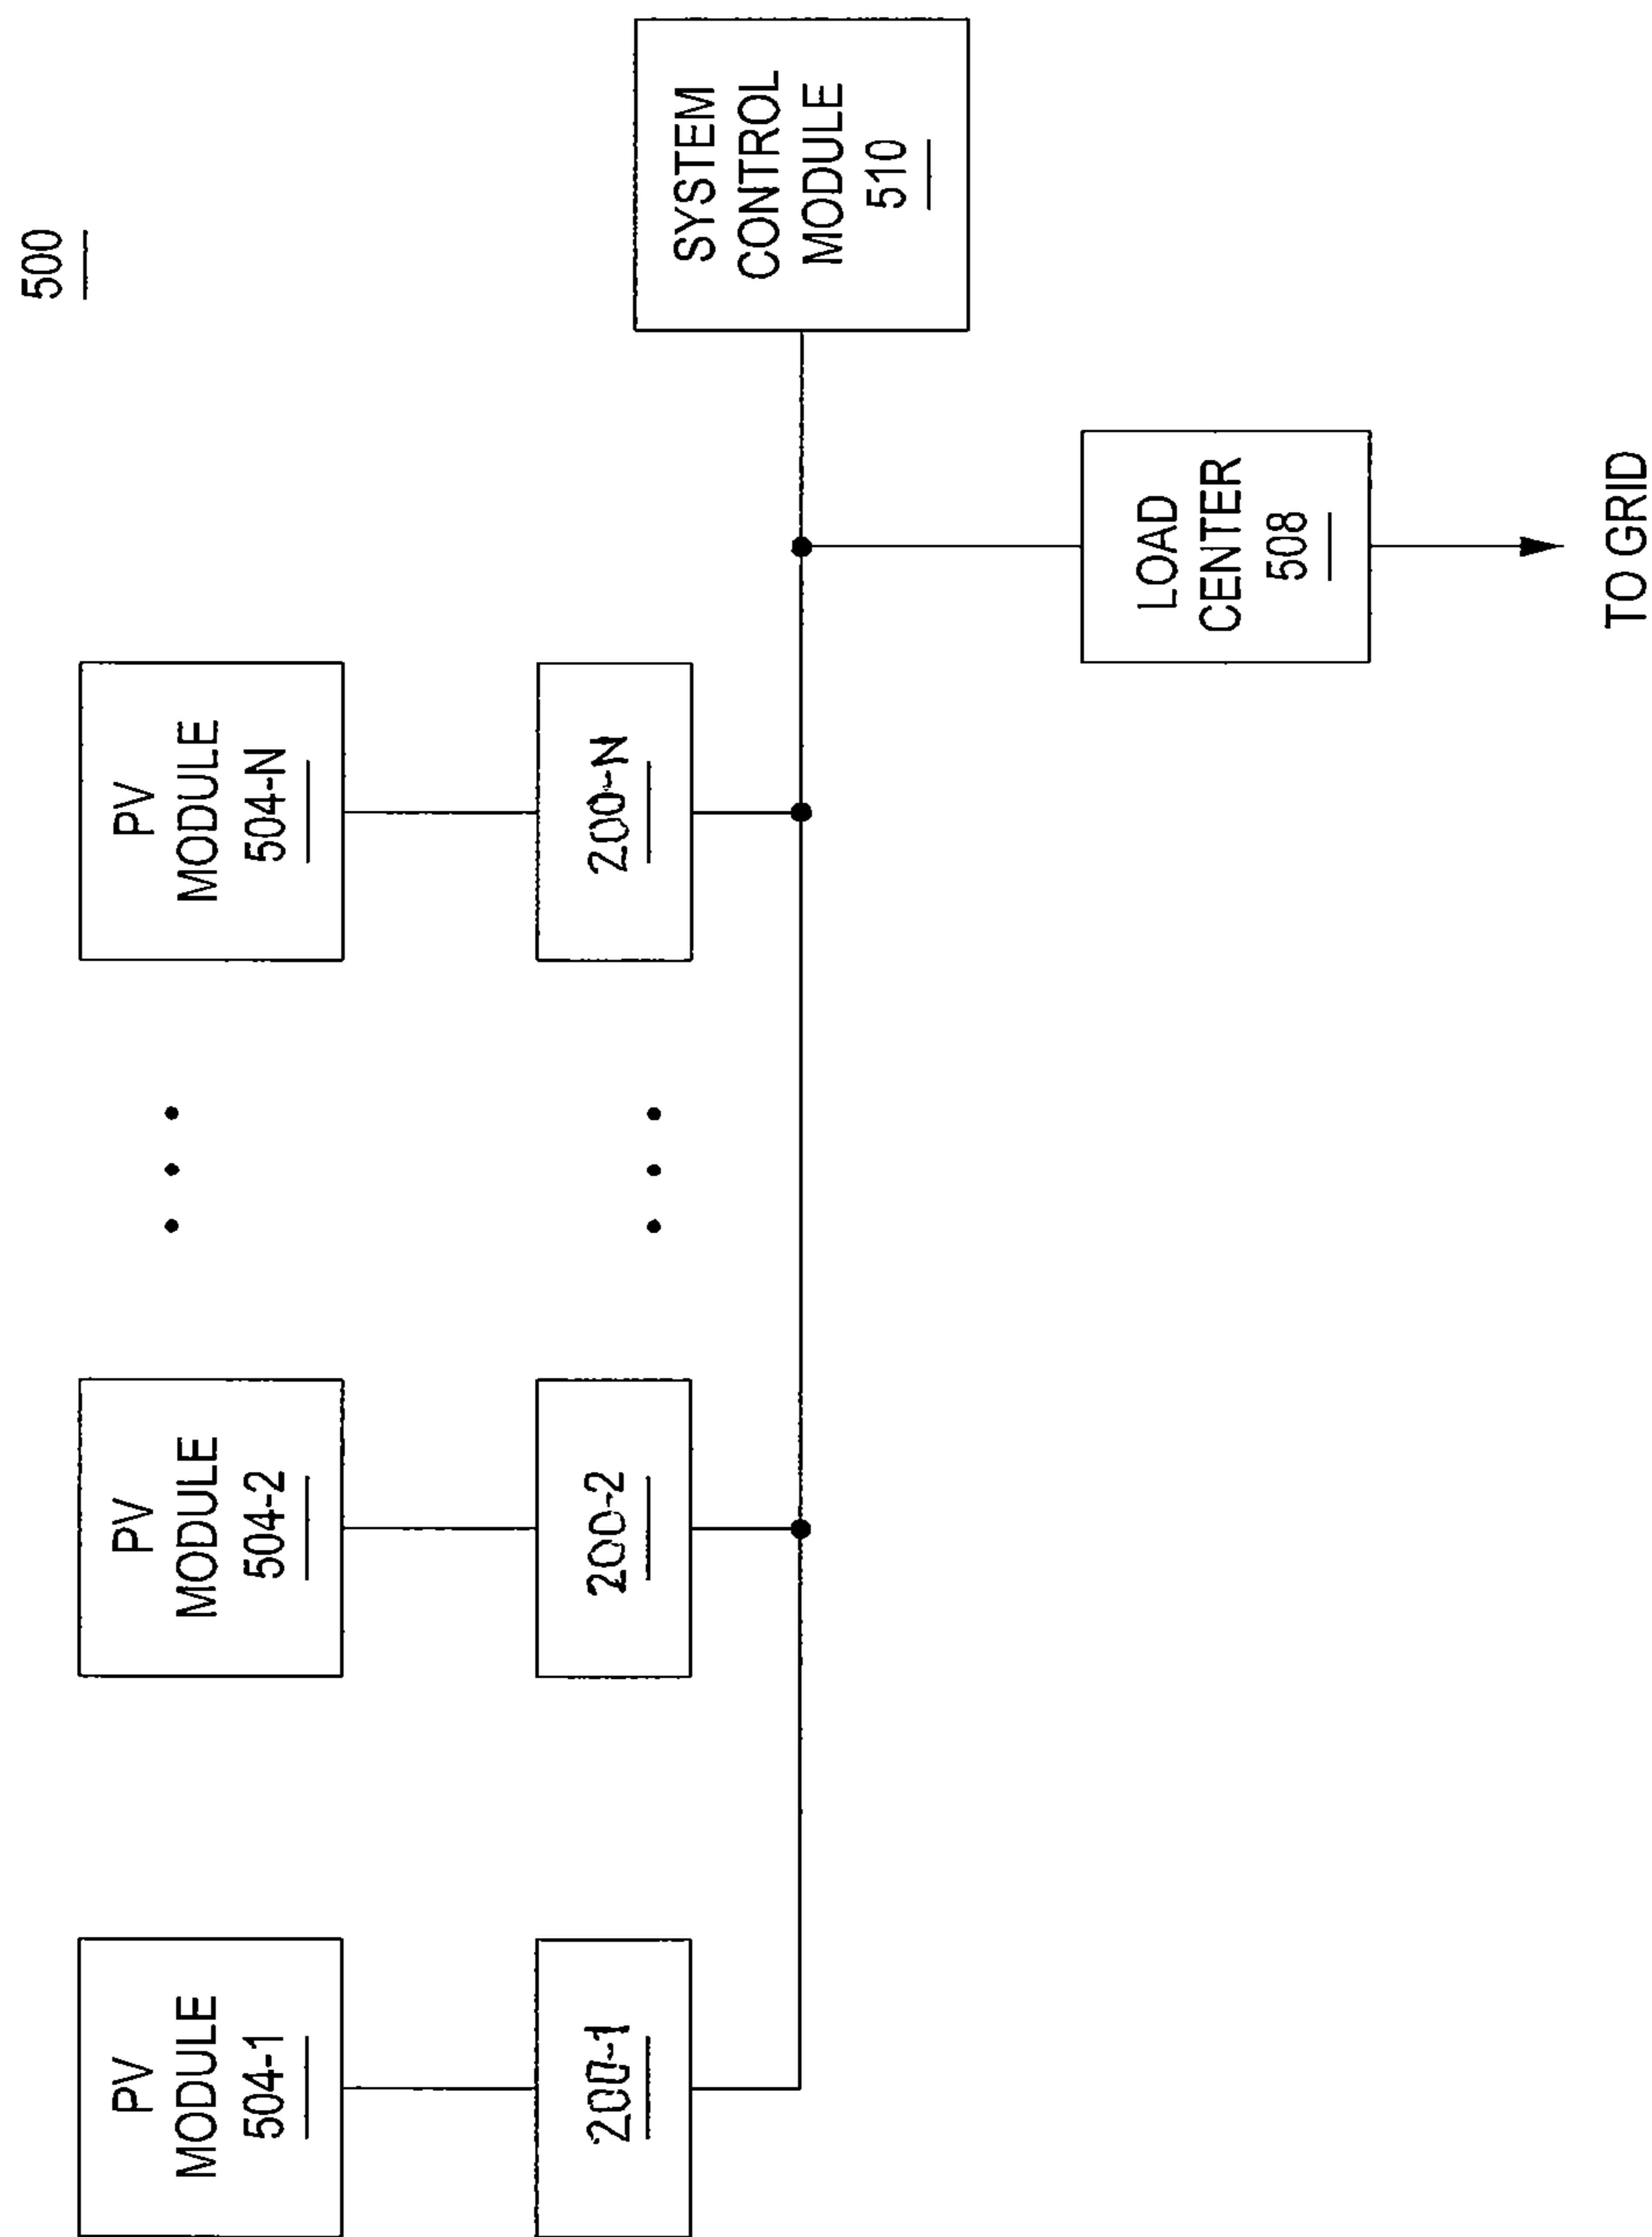 500
PV
MODULE
504-1
PV
MODULE
504-2
PV
MODULE
504-N
200-1
200-2
200-N
SYSTEM
CONTROL
MODULE
510
LOAD
CENTER
508
TO GRID